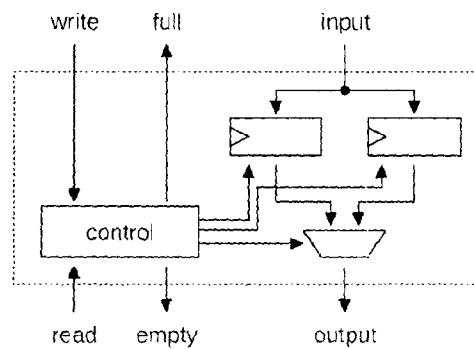 write full input
control
read empty output